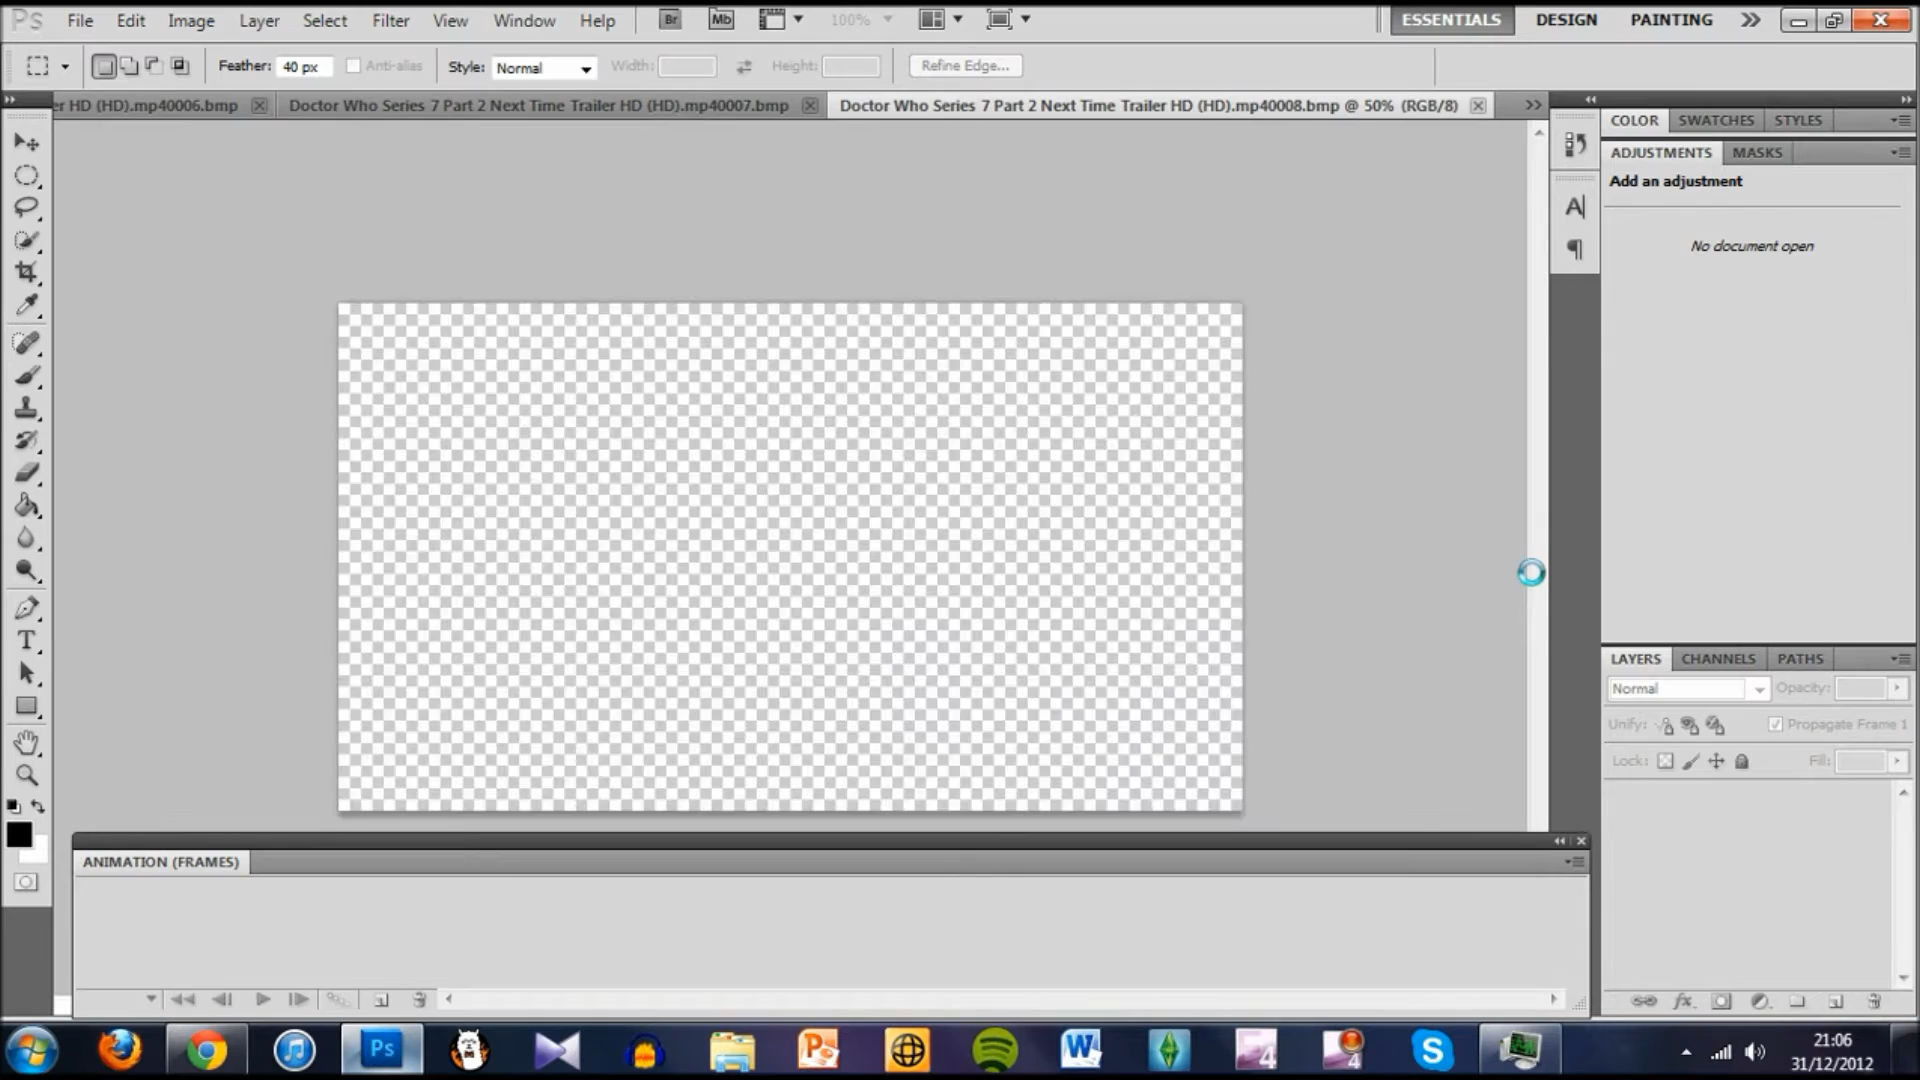 Ps File Edit Image Layer Select Filter View Window Help Br Mb 100% ESSENTIALS DESIGN PAINTING
Feather: 40 px Anti-alias Style: Normal Width: Height: Refine Edge...
er HD (HD).mp40006.bmp Doctor Who Series 7 Part 2 Next Time Trailer HD (HD).mp40007.bmp Doctor Who Series 7 Part 2 Next Time Trailer HD (HD).mp40008.bmp @ 50% (RGB/8)
COLOR SWATCHES STYLES
ADJUSTMENTS MASKS
Add an adjustment
No document open
LAYERS CHANNELS PATHS
Normal Opacity:
Unify: Propagate Frame 1
Lock: Fill:
ANIMATION (FRAMES)
Ps
21:06
31/12/2012